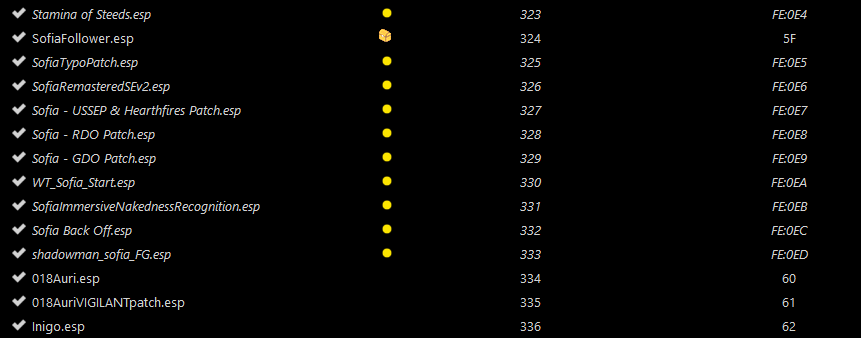 Stamina of Steeds.esp 323 FE:0E4
SofiaFollower.esp 324 5F
SofiaTypoPatch.esp 325 FE:0E5
SofiaRemasteredSEv2.esp 326 FE:0E6
Sofia - USSEP & Hearthfires Patch.esp 327 FE:0E7
Sofia - RDO Patch.esp 328 FE:0E8
Sofia - GDO Patch.esp 329 FE:0E9
WT_Sofia_Start.esp 330 FE:0EA
SofiaImmersiveNakednessRecognition.esp 331 FE:0EB
Sofia Back Off.esp 332 FE:0EC
shadowman_sofia_FG.esp 333 FE:0ED
018Auri.esp 334 60
018AuriVIGILANTpatch.esp 335 61
Inigo.esp 336 62